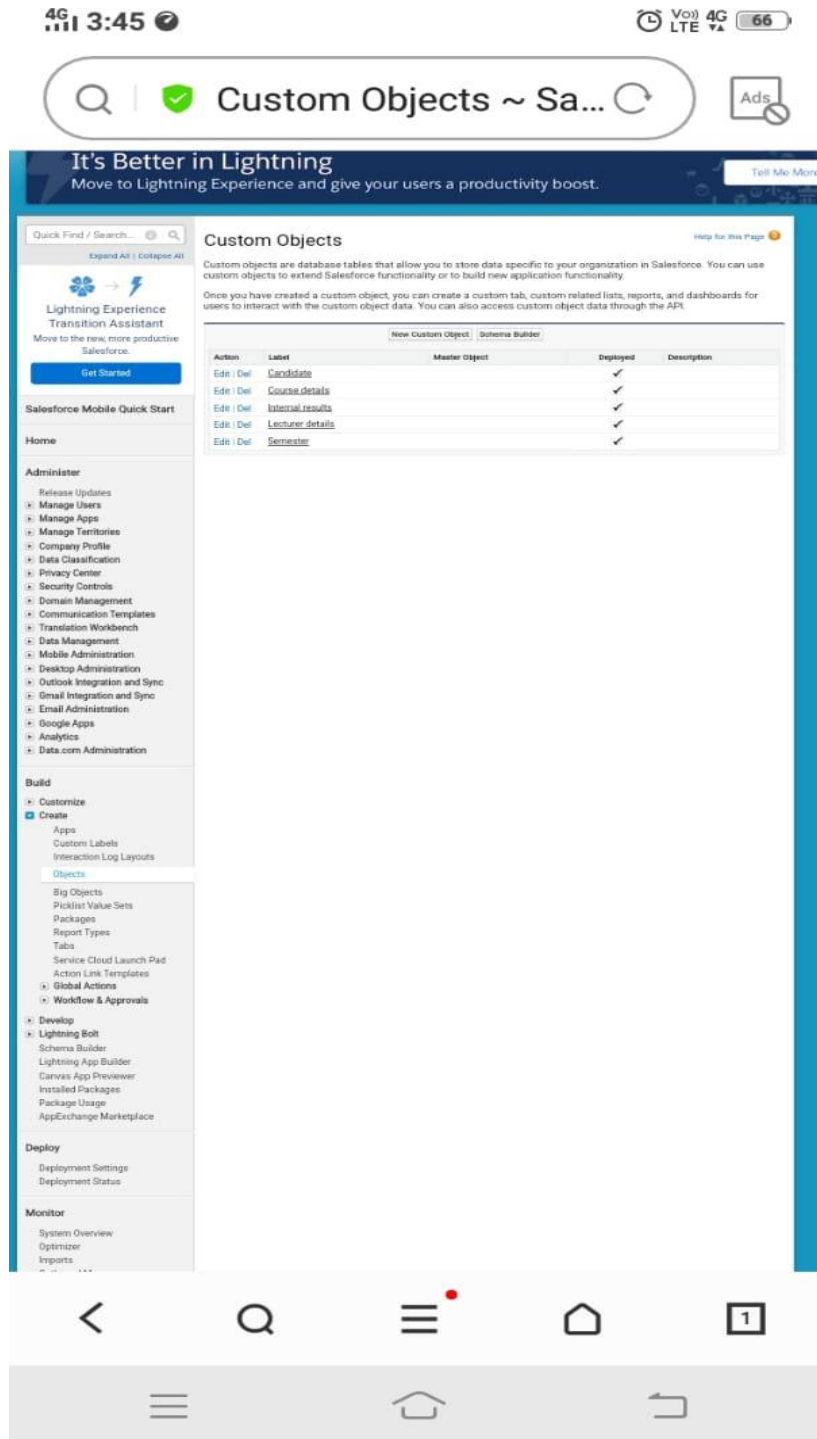 4G 3:45
Vo)) LTE 4G 66
Custom Objects ~ Sa...
Ads
It's Better in Lightning
Move to Lightning Experience and give your users a productivity boost.
Tell Me More
Quick Find / Search...
Expand All | Collapse All
Lightning Experience
Transition Assistant
Move to the new, more productive
Salesforce.
Get Started
Salesforce Mobile Quick Start
Home
Administer
Release Updates
Manage Users
Manage Apps
Manage Territories
Company Profile
Data Classification
Privacy Center
Security Controls
Domain Management
Communication Templates
Translation Workbench
Data Management
Mobile Administration
Desktop Administration
Outlook Integration and Sync
Gmail Integration and Sync
Email Administration
Google Apps
Analytics
Data.com Administration
Build
Customize
Create
Apps
Custom Labels
Interaction Log Layouts
Objects
Big Objects
Picklist Value Sets
Packages
Report Types
Tabs
Service Cloud Launch Pad
Action Link Templates
Global Actions
Workflow & Approvals
Develop
Lightning Bolt
Schema Builder
Lightning App Builder
Canvas App Previewer
Installed Packages
Package Usage
AppExchange Marketplace
Deploy
Deployment Settings
Deployment Status
Monitor
System Overview
Optimizer
Imports
Custom Objects
Help for this Page
Custom objects are database tables that allow you to store data specific to your organization in Salesforce. You can use
custom objects to extend Salesforce functionality or to build new application functionality.
Once you have created a custom object, you can create a custom tab, custom related lists, reports, and dashboards for
users to interact with the custom object data. You can also access custom object data through the API.
New Custom Object Schema Builder
Action Label Master Object Deployed Description
Edit | Del Candidate ✓
Edit | Del Course details ✓
Edit | Del Internal results ✓
Edit | Del Lecturer details ✓
Edit | Del Semester ✓
1